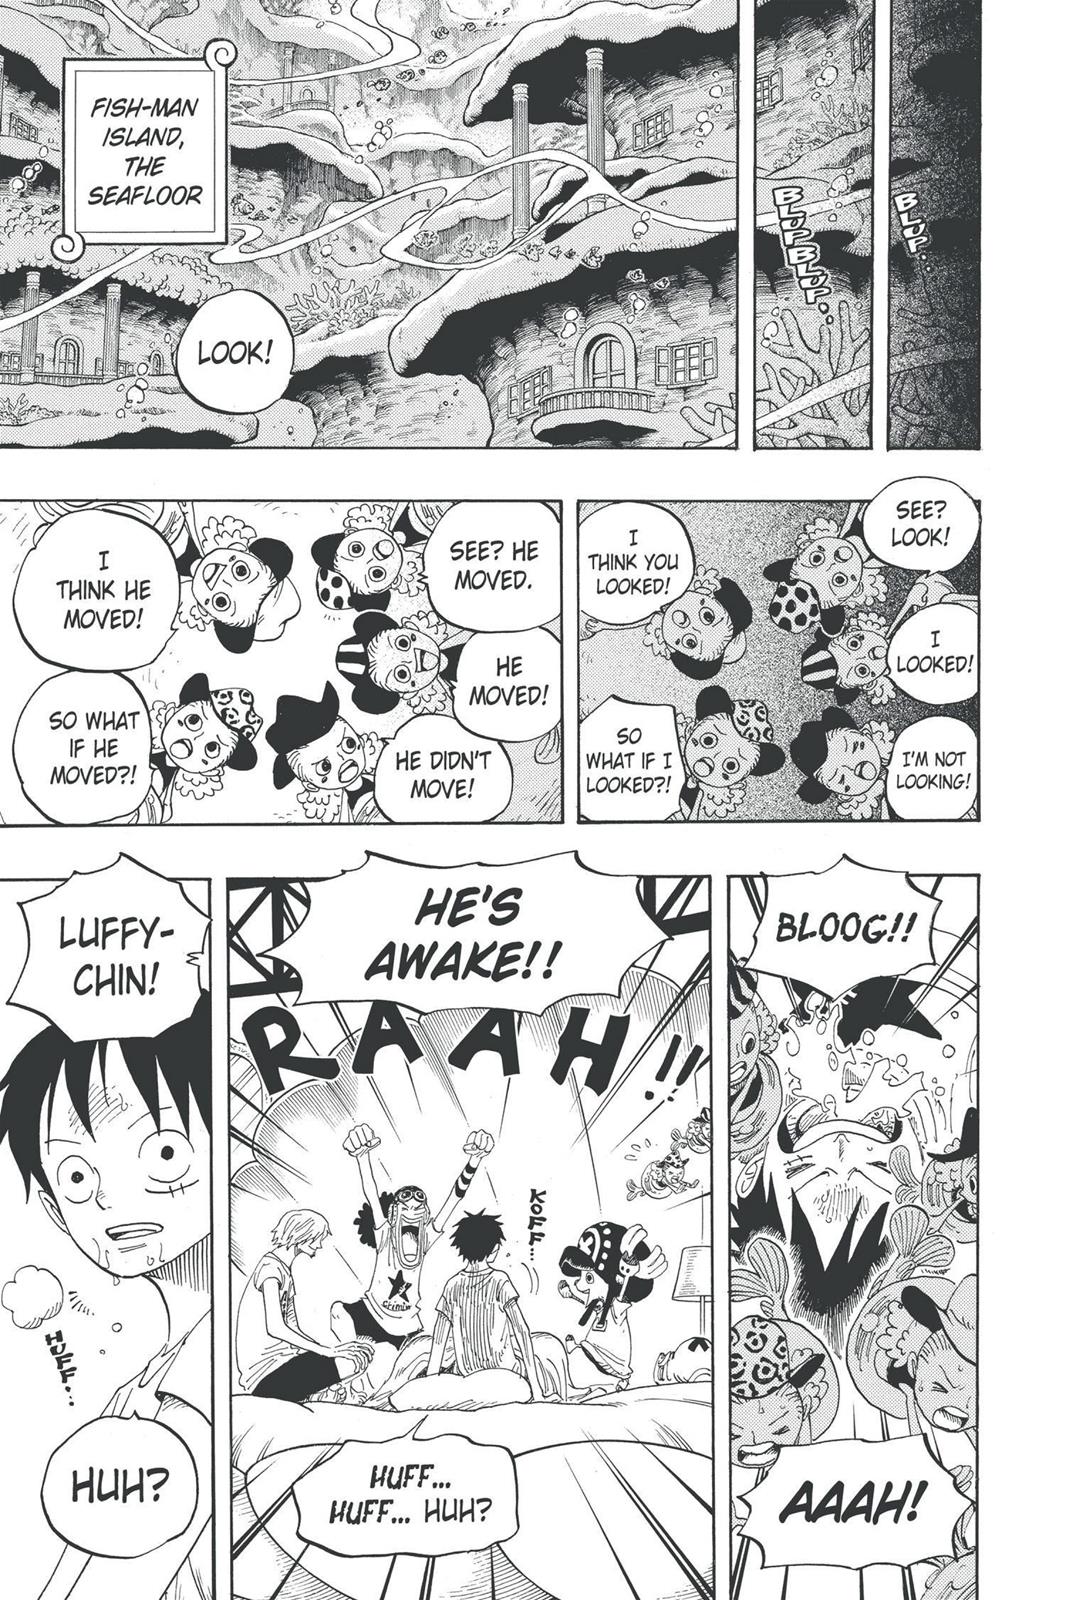 BLUP...
BLUPBLUP...
FISH-MAN
ISLAND,
THE
SEAFLOOR
LOOK!
SEE?
LOOK!
I
THINK YOU
LOOKED!
I
LOOKED!
SO
WHAT IF I
LOOKED?!
I'M NOT
LOOKING!
SEE? HE
MOVED.
I
THINK HE
MOVED!
HE
MOVED!
SO WHAT
IF HE
MOVED?!
HE DIDN'T
MOVE!
BLOOG!!
AAAH!
HE'S
AWAKE!!
RAAH!!
KOFF...
CRIMIN
HUFF...
HUFF... HUH?
LUFFY-
CHIN!
HUFF...
HUH?